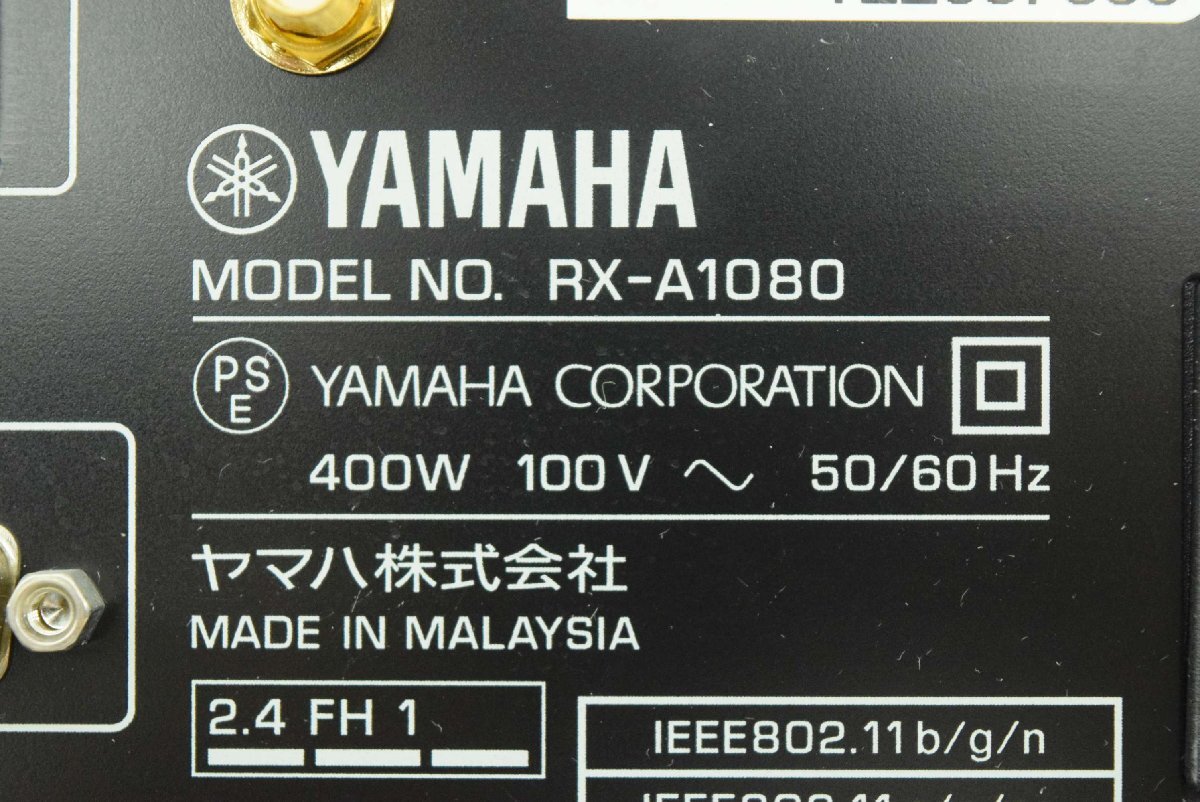 YAMAHA
MODEL NO. RX-A1080
PSE YAMAHA CORPORATION
400W 100V ～ 50/60Hz
ヤマハ株式会社
MADE IN MALAYSIA
2.4 FH 1
IEEE802.11b/g/n